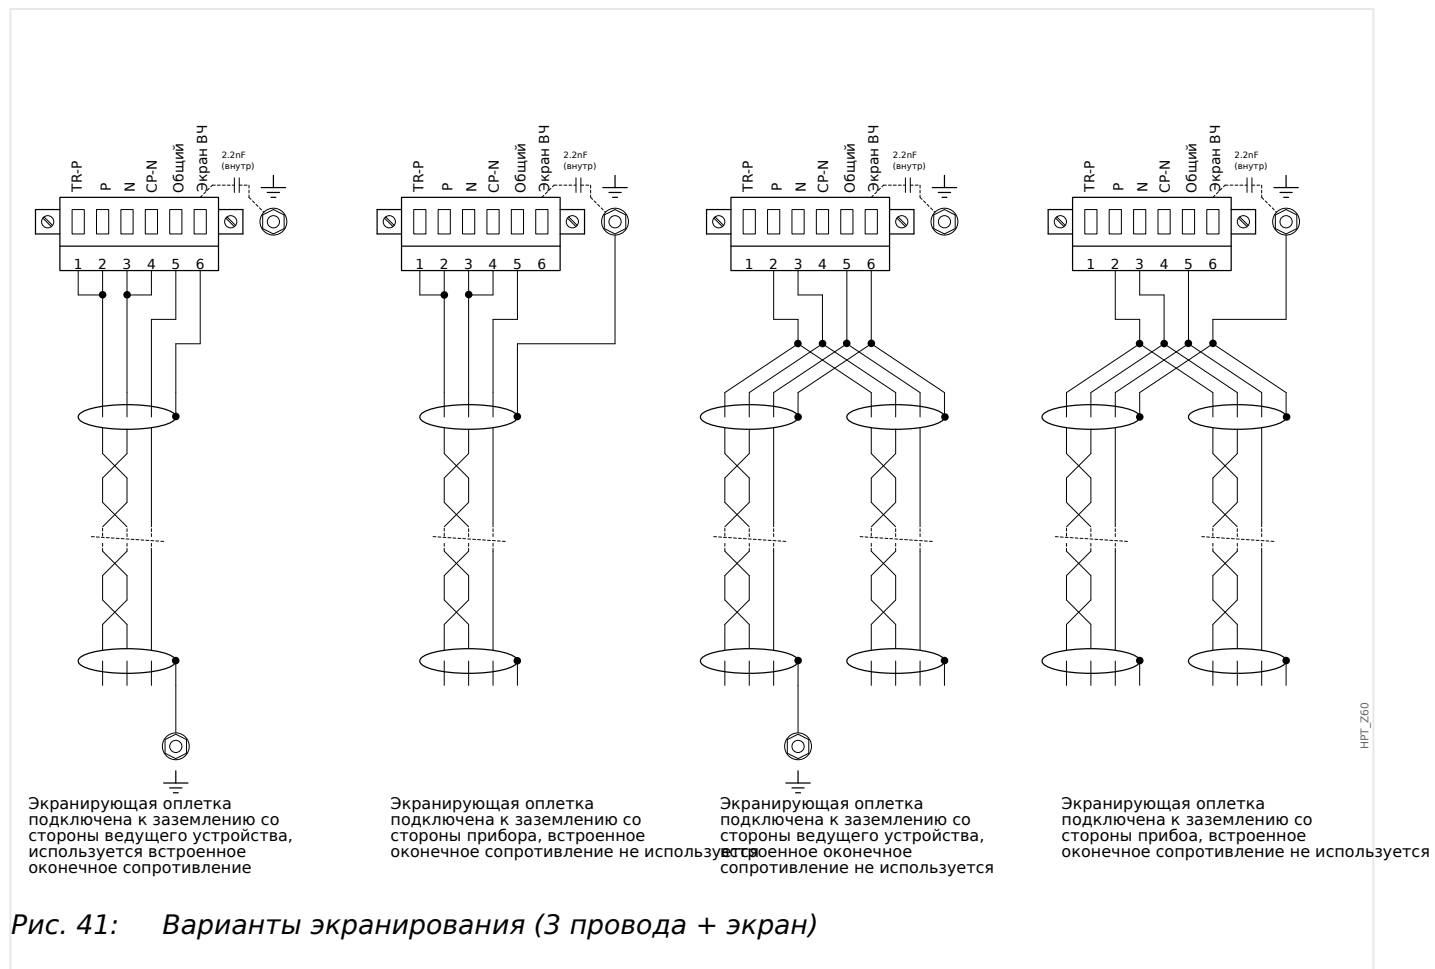 TR-P P N CP-N Общий Экран ВЧ
2.2nF
(внутр)
1 2 3 4 5 6
TR-P P N CP-N Общий Экран ВЧ
2.2nF
(внутр)
1 2 3 4 5 6
TR-P P N CP-N Общий Экран ВЧ
2.2nF
(внутр)
1 2 3 4 5 6
TR-P P N CP-N Общий Экран ВЧ
2.2nF
(внутр)
1 2 3 4 5 6
HPT_Z60
Экранирующая оплетка
подключена к заземлению со
стороны ведущего устройства,
используется встроенное
оконечное сопротивление
Экранирующая оплетка
подключена к заземлению со
стороны прибора, встроенное
оконечное сопротивление не используется
Экранирующая оплетка
подключена к заземлению со
стороны ведущего устройства,
встроенное оконечное
сопротивление не используется
Экранирующая оплетка
подключена к заземлению со
стороны прибоа, встроенное
оконечное сопротивление не используется
Рис. 41: Варианты экранирования (3 провода + экран)